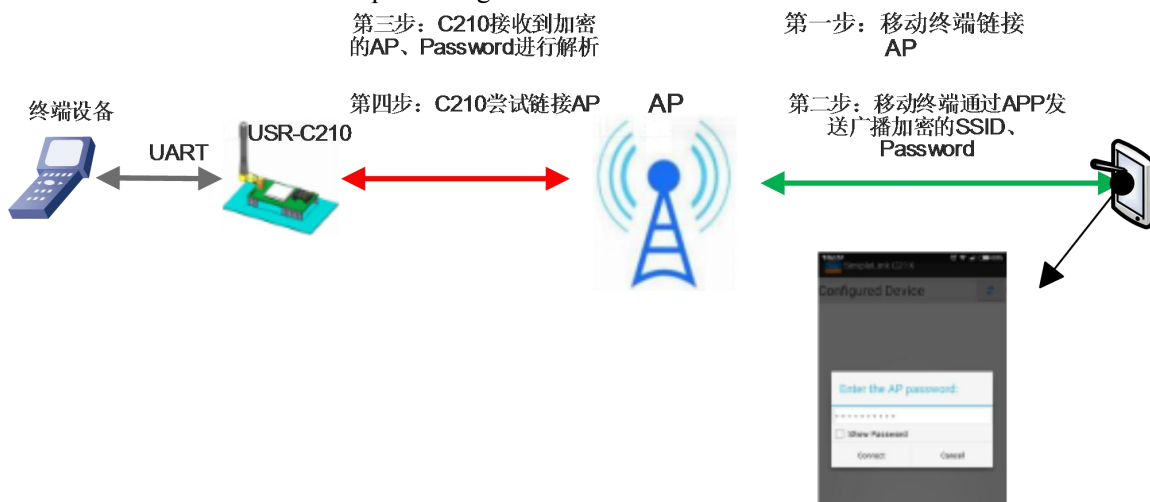 第三步：C210接收到加密
的AP、Password进行解析
第一步：移动终端链接
AP
第四步：C210尝试链接AP
AP
第二步：移动终端通过APP发
送广播加密的SSID、
Password
终端设备
UART
USR-C210
SimpleLink C21X
Configured Device
Enter the AP password:
Show Password
Connect
Cancel